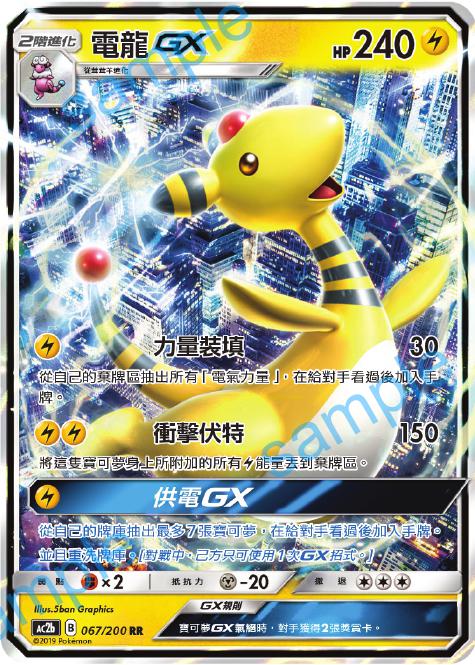 2階進化
電龍GX
HP240
從茸茸羊進化
力量裝填 30
從自己的棄牌區抽出所有「電氣力量」,在給對手看過後加入手
牌。
衝擊伏特 150
將這隻寶可夢身上所附加的所有能量丟到棄牌區。
供電GX
從自己的牌庫抽出最多7張寶可夢,在給對手看過後加入手牌。
並且重洗牌庫。[對戰中,己方只可使用1次GX招式。]
弱點 ×2 抵抗力 -20 撤退
Illus.5ban Graphics
GX規則
AC2b B 067/200 RR
寶可夢GX氣絕時,對手獲得2張獎賞卡。
©2019 Pokémon
sample
sample
sample